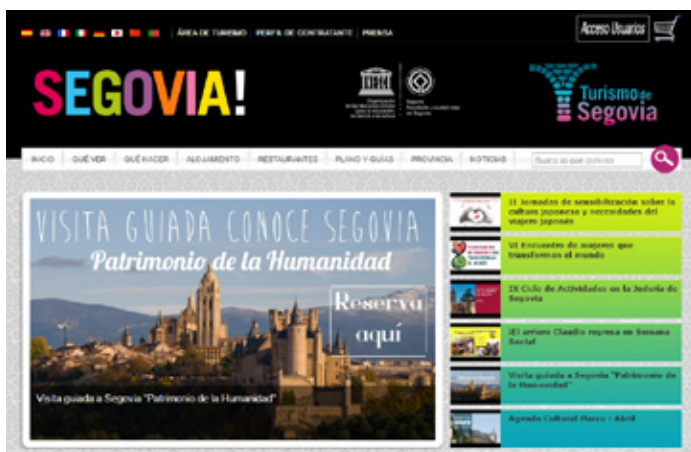 ÁREA DE TURISMO PERFIL DE CONTRATANTE PRENSA
Acceso Usuarios
SEGOVIA!
UNESCO
Turismo de
Segovia
INICIO QUÉ VER QUÉ HACER ALOJAMIENTO RESTAURANTES PLANO Y GUÍAS PROVINCIA NOTICIAS
Busca lo que quieras
VISITA GUIADA CONOCE SEGOVIA
Patrimonio de la Humanidad
Reserva
aquí
Visita guiada a Segovia "Patrimonio de la Humanidad"
II Jornadas de sensibilización sobre la
cultura japonesa y necesidades del
viajero japonés
VI Encuentro de mujeres que
transforman el mundo
IX Ciclo de Actividades en la Judería de
Segovia
¡El arriero Claudio regresa en Semana
Santa!
Visita guiada a Segovia "Patrimonio de
la Humanidad"
Agenda Cultural Marzo - Abril